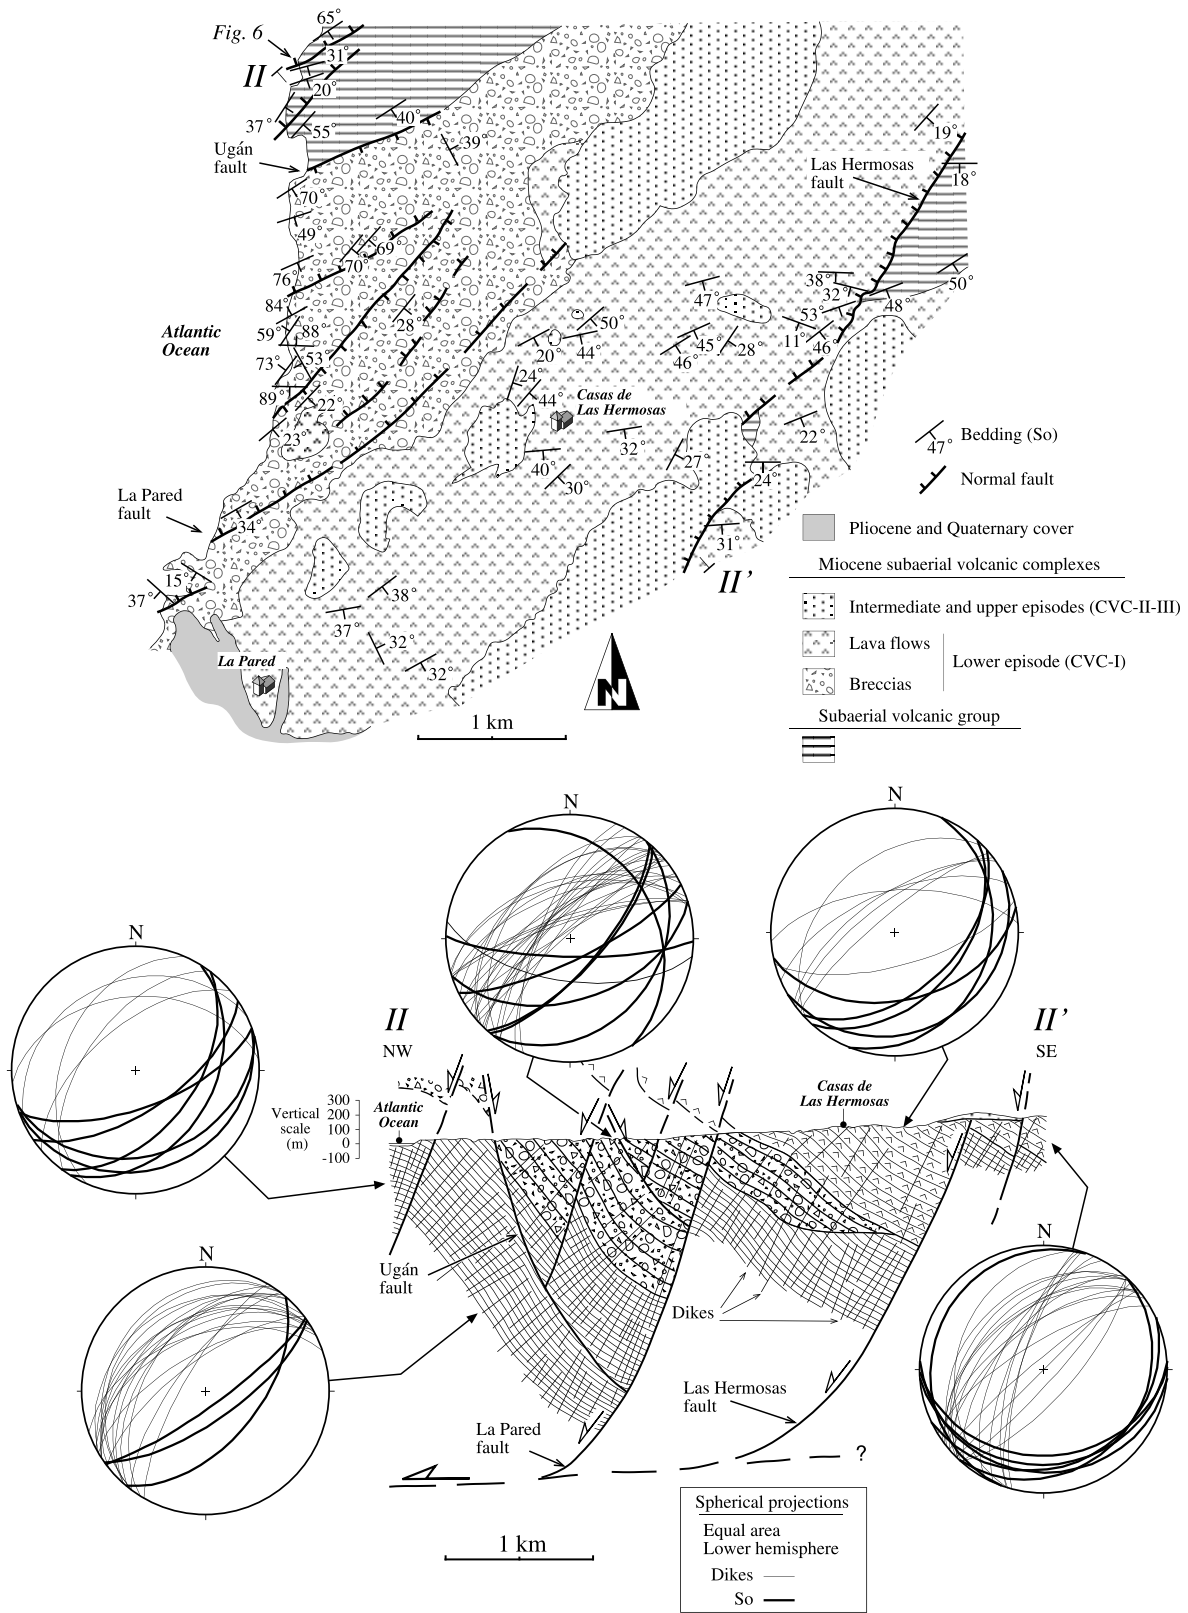 65°
Fig. 6
31°
II
20°
37°
55°
40°
Ugán
fault
39°
19°
Las Hermosas
fault
18°
70°
49°
69°
70°
76°
38°
50°
84°
47°
32°
48°
Atlantic
Ocean
59°
88°
28
50°
53°
11°
46°
20°
44°
46°
45°
28°
73°
53°
24°
89°
22°
44°
Casas de
Las Hermosas
23°
32°
22°
47°
Bedding (So)
40°
27°
30°
24°
Normal fault
La Pared
fault
34°
31°
Pliocene and Quaternary cover
Miocene subaerial volcanic complexes
15°
37°
II’
38°
Intermediate and upper episodes (CVC-II-III)
37°
32°
Lava flows
Lower episode (CVC-I)
La Pared
32°
N
Breccias
1 km
Subaerial volcanic group
N
N
N
II
NW
II’
SE
Vertical
scale
(m)
300
200
100
0
-100
Atlantic
Ocean
Casas de
Las Hermosas
Ugán
fault
Dikes
N
N
Las Hermosas
fault
La Pared
fault
?
Spherical projections
Equal area
Lower hemisphere
Dikes
So
1 km